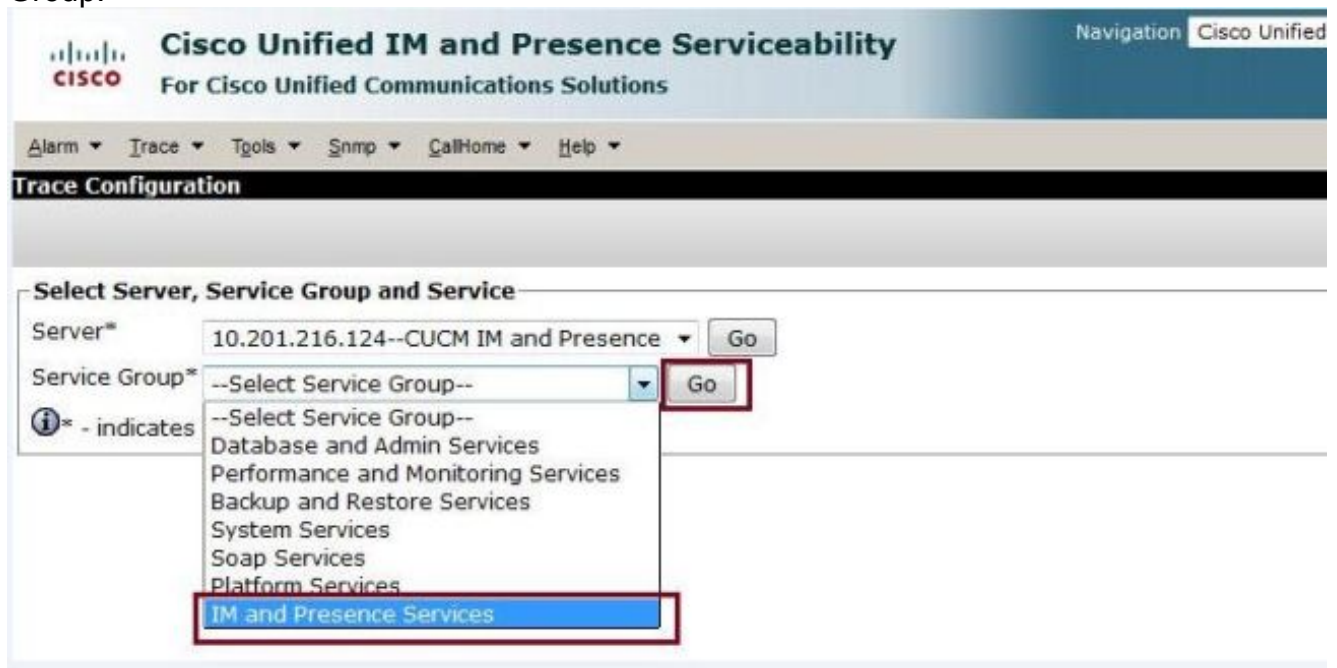 Group.
Cisco Unified IM and Presence Serviceability
Navigation Cisco Unified
CISCO
For Cisco Unified Communications Solutions
Alarm Trace Tools Snmp CallHome Help
Trace Configuration
Select Server, Service Group and Service
Server* 10.201.216.124--CUCM IM and Presence Go
Service Group* --Select Service Group-- Go
* - indicates
--Select Service Group--
Database and Admin Services
Performance and Monitoring Services
Backup and Restore Services
System Services
Soap Services
Platform Services
IM and Presence Services